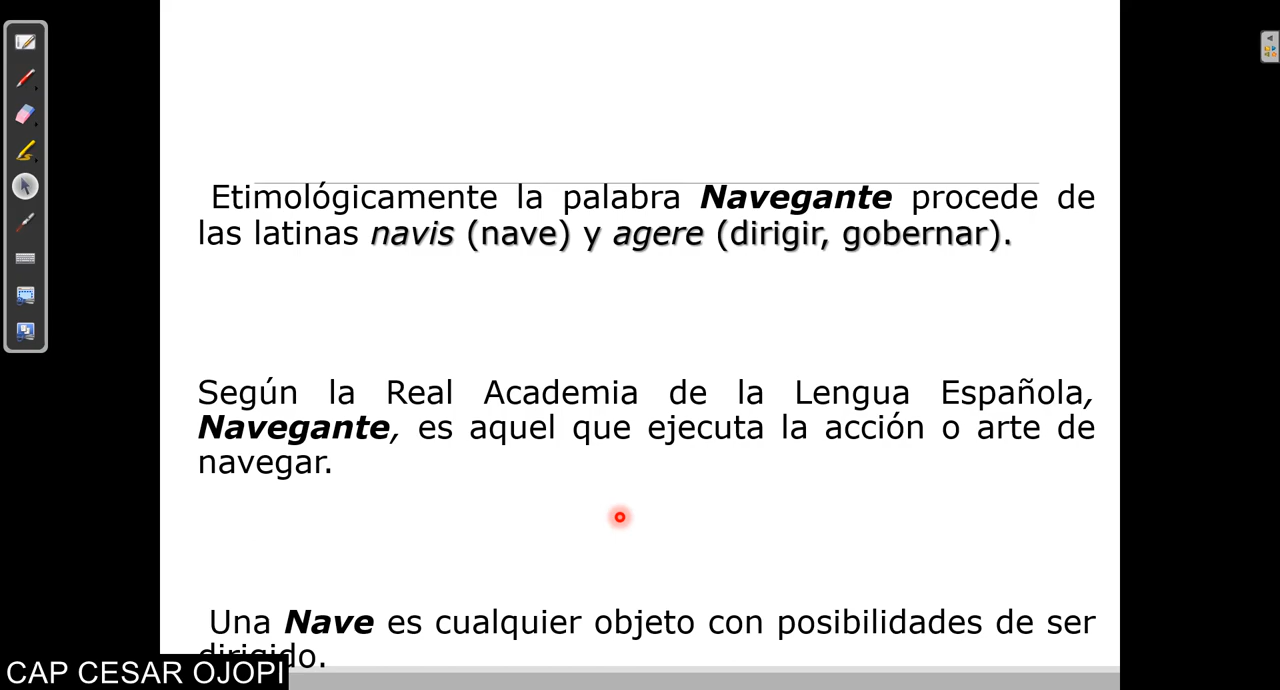 Etimológicamente la palabra Navegante procede de
las latinas navis (nave) y agere (dirigir, gobernar).
Según la Real Academia de la Lengua Española,
Navegante, es aquel que ejecuta la acción o arte de
navegar.
Una Nave es cualquier objeto con posibilidades de ser
dirigido.
CAP CESAR OJOPI